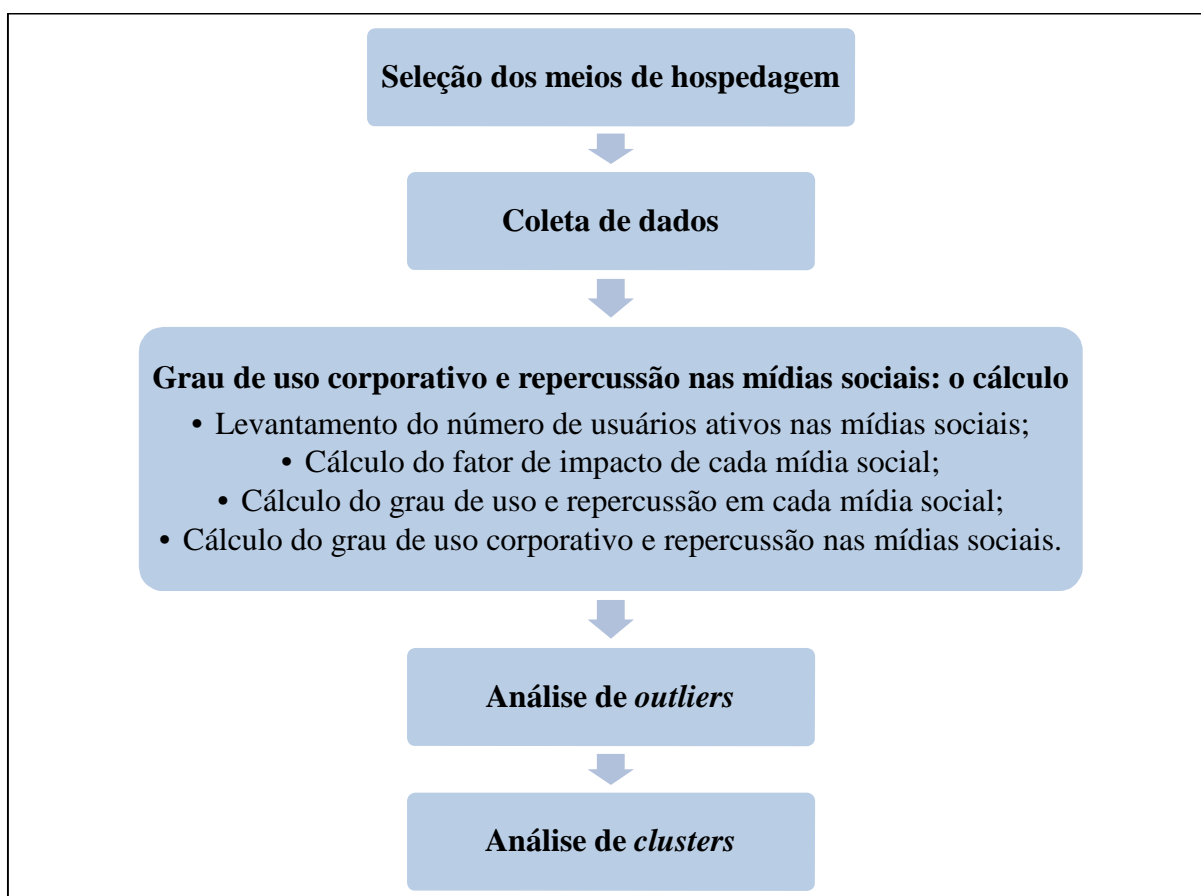 Seleção dos meios de hospedagem
Coleta de dados
Grau de uso corporativo e repercussão nas mídias sociais: o cálculo
• Levantamento do número de usuários ativos nas mídias sociais;
• Cálculo do fator de impacto de cada mídia social;
• Cálculo do grau de uso e repercussão em cada mídia social;
• Cálculo do grau de uso corporativo e repercussão nas mídias sociais.
Análise de outliers
Análise de clusters